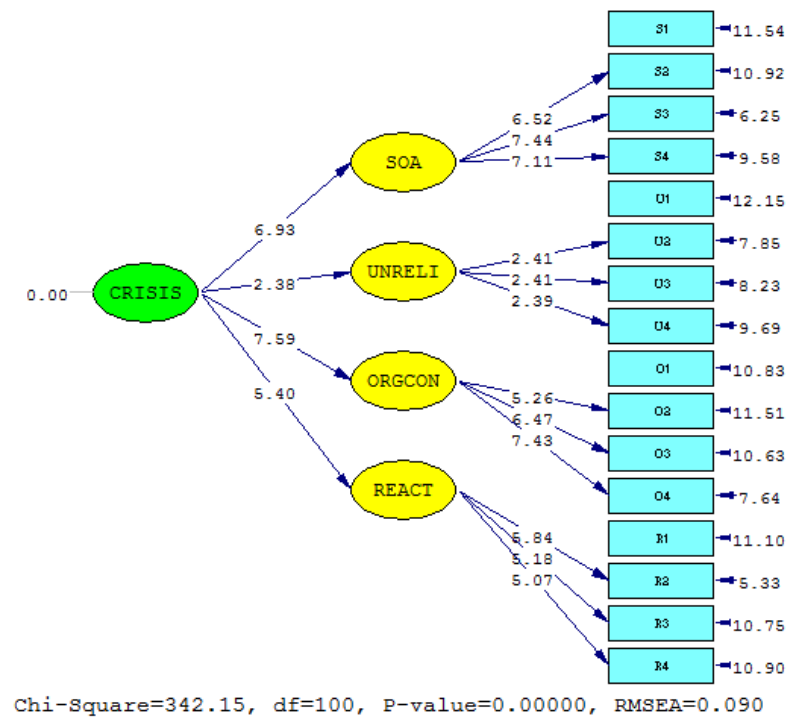 S1 11.54
S2 10.92
6.52
S3 6.25
7.44
SOA 7.11 S4 9.58
U1 12.15
6.93
2.41 U2 7.85
UNRELI
2.38 2.41 U3 8.23
0.00 CRISIS
2.39
U4 9.69
7.59
O1 10.83
ORGCON
5.40 5.26 O2 11.51
6.47
7.43 O3 10.63
REACT O4 7.64
5.84 R1 11.10
5.18
5.07 R2 5.33
R3 10.75
R4 10.90
Chi-Square=342.15, df=100, P-value=0.00000, RMSEA=0.090